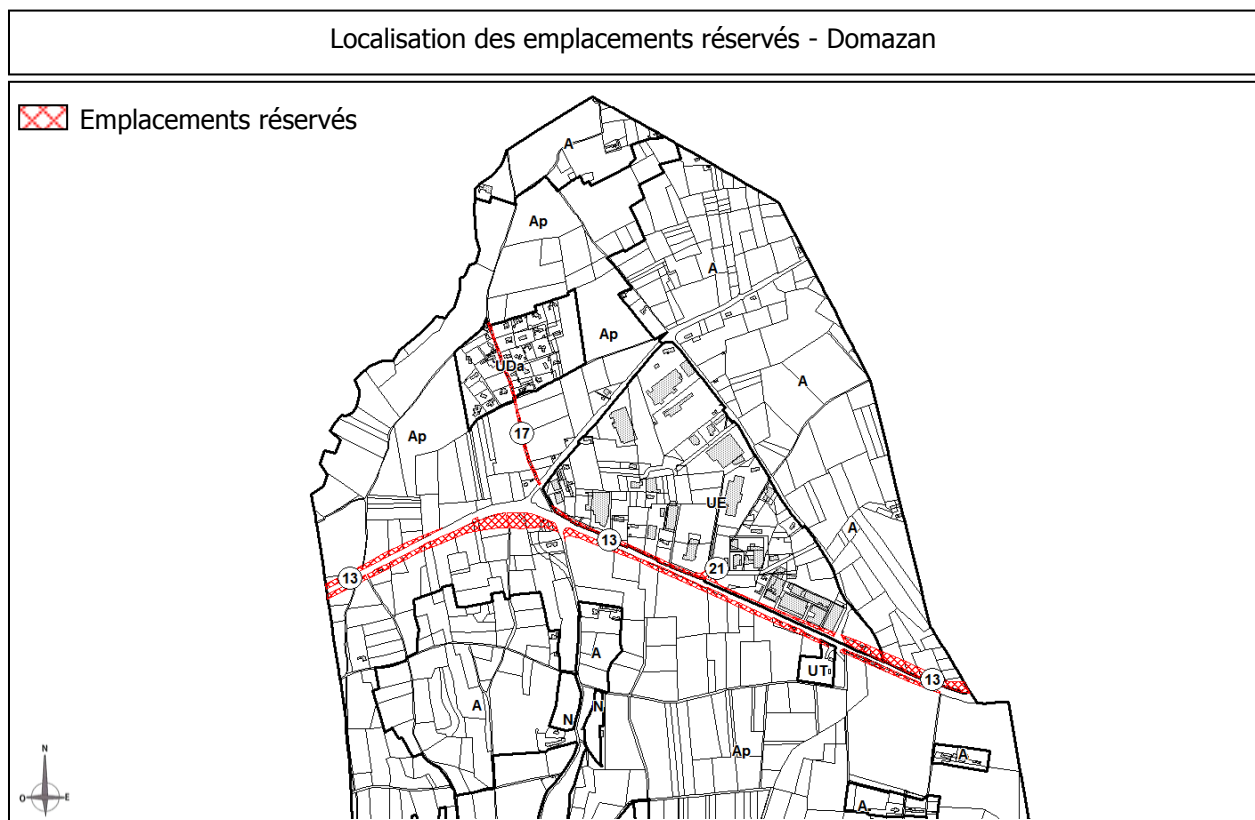 Localisation des emplacements réservés - Domazan
Emplacements réservés
A
Ap
A
Ap
UDa
A
Ap
17
UE
A
13
21
13
A
UT
13
A
N
N
Ap
A
A
N
O
E